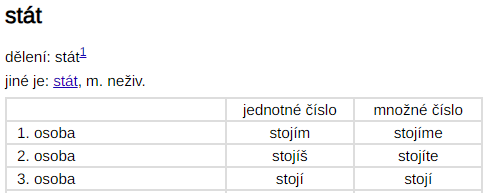 stát
dělení: stát1
jiné je: stát, m. neživ.
jednotné číslo množné číslo
1. osoba stojím stojíme
2. osoba stojíš stojíte
3. osoba stojí stojí